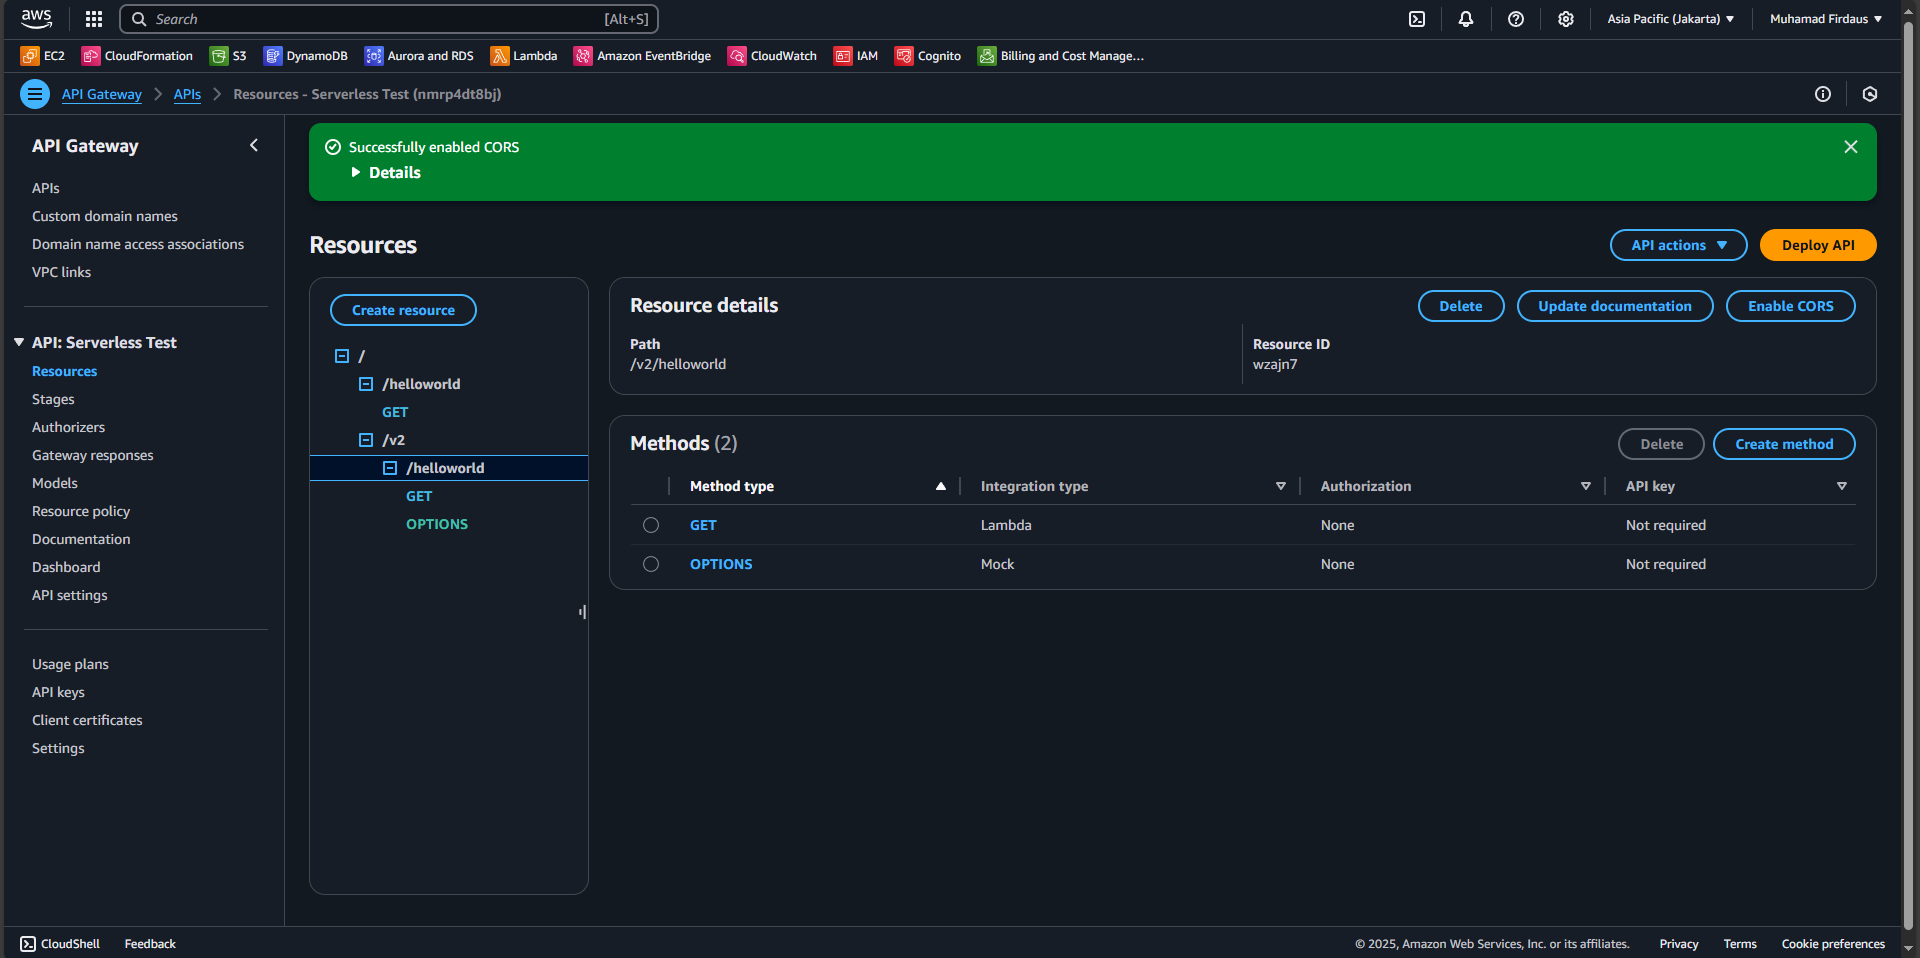 aws
Search [Alt+S]
Asia Pacific (Jakarta) Muhamad Firdaus
EC2 CloudFormation S3 DynamoDB Aurora and RDS Lambda Amazon EventBridge CloudWatch IAM Cognito Billing and Cost Manage...
API Gateway APIs Resources - Serverless Test (nmrp4dt8bj)
API Gateway
APIs
Custom domain names
Domain name access associations
VPC links
API: Serverless Test
Resources
Stages
Authorizers
Gateway responses
Models
Resource policy
Documentation
Dashboard
API settings
Usage plans
API keys
Client certificates
Settings
Successfully enabled CORS
Details
Resources
API actions Deploy API
Create resource
/
/helloworld
GET
/v2
/helloworld
GET
OPTIONS
Resource details
Delete Update documentation Enable CORS
Path
/v2/helloworld
Resource ID
wzajn7
Methods (2)
Delete Create method
Method type Integration type Authorization API key
GET Lambda None Not required
OPTIONS Mock None Not required
CloudShell Feedback
© 2025, Amazon Web Services, Inc. or its affiliates. Privacy Terms Cookie preferences